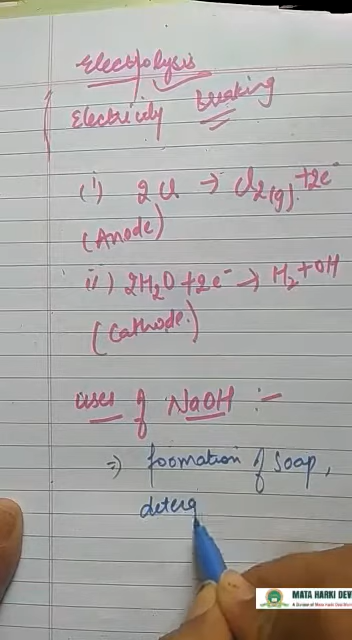 Electrolysis
Electricity breaking
(i) 2Cl → Cl2(g) + 2e-
(Anode)
ii) 2H2O + 2e- → H2 + OH
(Cathode.)
uses of NaOH :-
⇒ formation of Soap,
deterg
MATA HARKI DEV